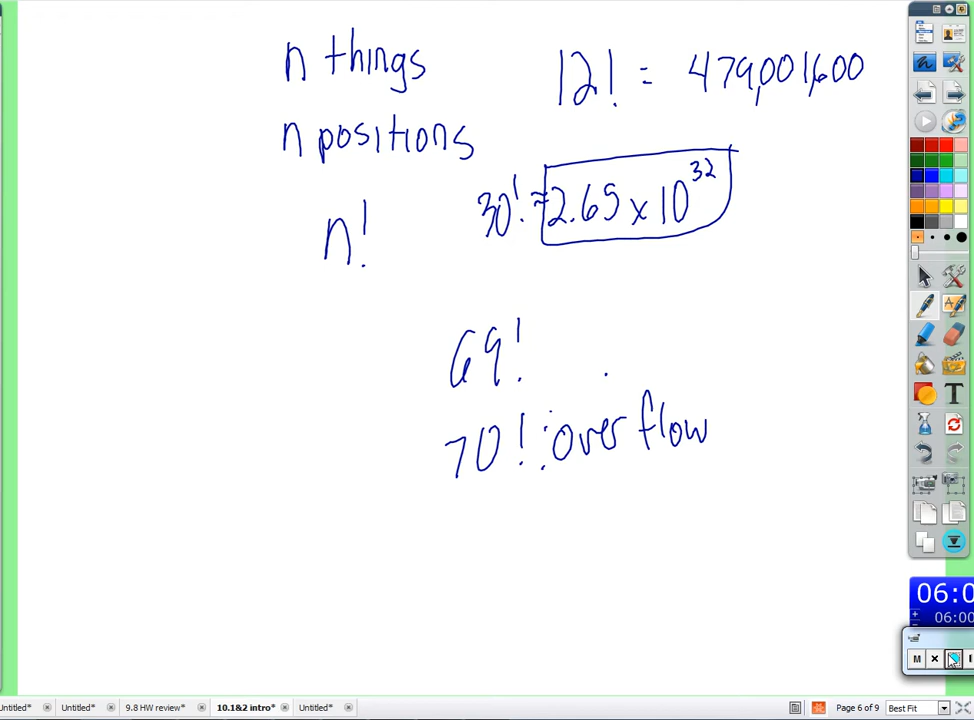 n things
12! = 479,001,600
n positions
30! ≈ 2.65 x 10^32
n!
69!
70! : overflow
06:0
06:00
M
Untitled*
Untitled*
9.8 HW review*
10.1&2 intro*
Untitled*
Page 6 of 9
Best Fit